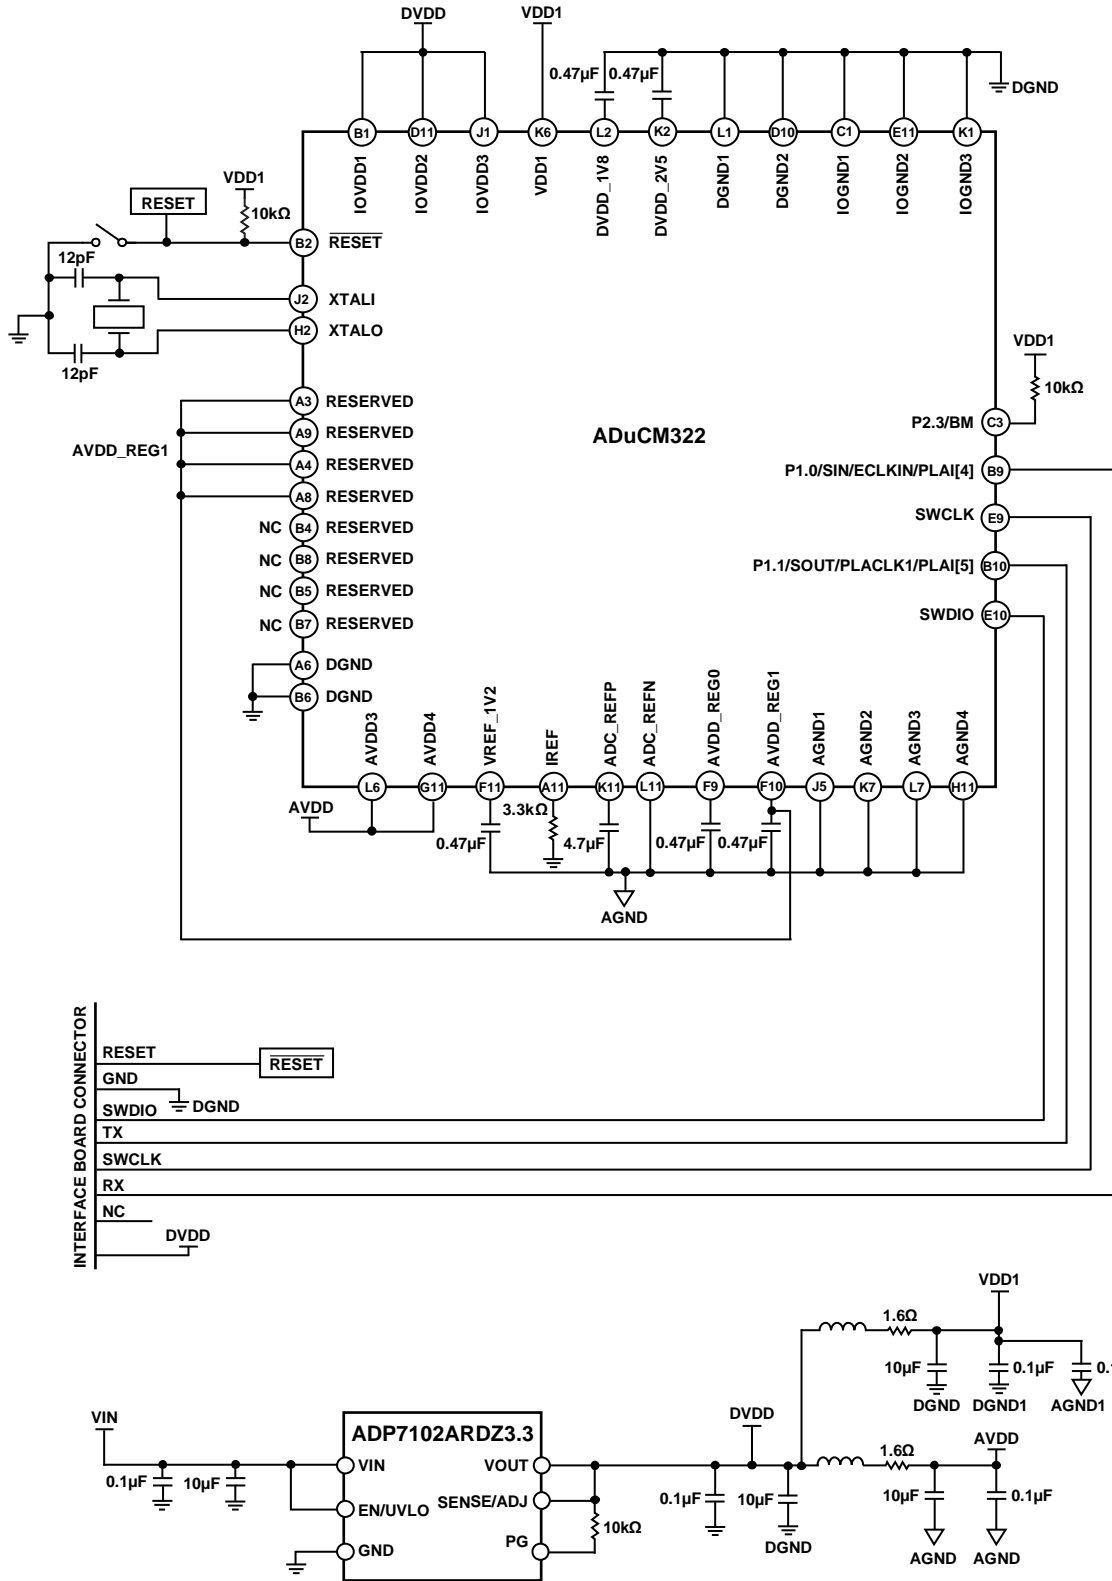 DVDD
VDD1
0.47µF
0.47µF
DGND
B1
D11
J1
K6
L2
K2
L1
D10
C1
E11
K1
IOVDD1
IOVDD2
IOVDD3
VDD1
DVDD_1V8
DVDD_2V5
DGND1
DGND2
IOGND1
IOGND2
IOGND3
VDD1
RESET
10kΩ
B2
RESET
12pF
J2
XTALI
H2
XTALO
12pF
VDD1
10kΩ
A3
RESERVED
A9
RESERVED
AVDD_REG1
A4
RESERVED
A8
RESERVED
NC
B4
RESERVED
NC
B8
RESERVED
NC
B5
RESERVED
NC
B7
RESERVED
A6
DGND
B6
DGND
ADuCM322
P2.3/BM
C3
P1.0/SIN/ECLKIN/PLAI[4]
B9
SWCLK
E9
P1.1/SOUT/PLACLK1/PLAI[5]
B10
SWDIO
E10
AVDD3
AVDD4
VREF_1V2
IREF
ADC_REFP
ADC_REFN
AVDD_REG0
AVDD_REG1
AGND1
AGND2
AGND3
AGND4
L6
G11
F11
A11
K11
L11
F9
F10
J5
K7
L7
H11
AVDD
0.47µF
3.3kΩ
4.7µF
0.47µF
0.47µF
AGND
INTERFACE BOARD CONNECTOR
RESET
RESET
GND
DGND
SWDIO
TX
SWCLK
RX
NC
DVDD
VDD1
1.6Ω
10µF
0.1µF
0.1
DGND
DGND1
AGND1
VIN
0.1µF
10µF
ADP7102ARDZ3.3
VIN
VOUT
EN/UVLO
SENSE/ADJ
GND
PG
10kΩ
DVDD
0.1µF
10µF
DGND
1.6Ω
AVDD
10µF
0.1µF
AGND
AGND